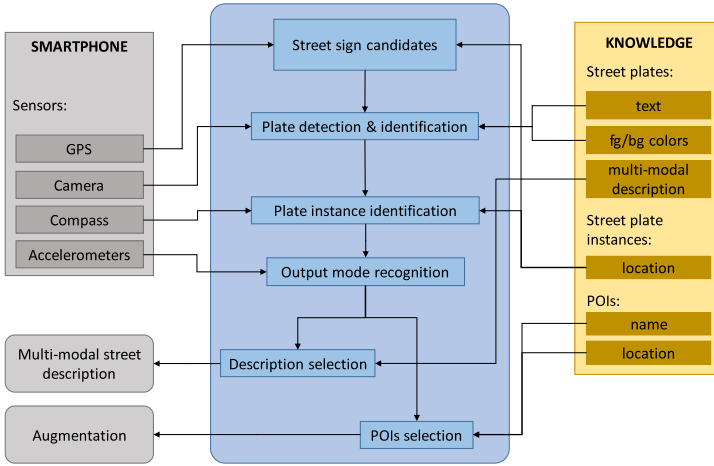 SMARTPHONE
Sensors:
GPS
Camera
Compass
Accelerometers
Multi-modal street
description
Augmentation
Street sign candidates
Plate detection & identification
Plate instance identification
Output mode recognition
Description selection
POIs selection
KNOWLEDGE
Street plates:
text
fg/bg colors
multi-modal
description
Street plate
instances:
location
POIs:
name
location